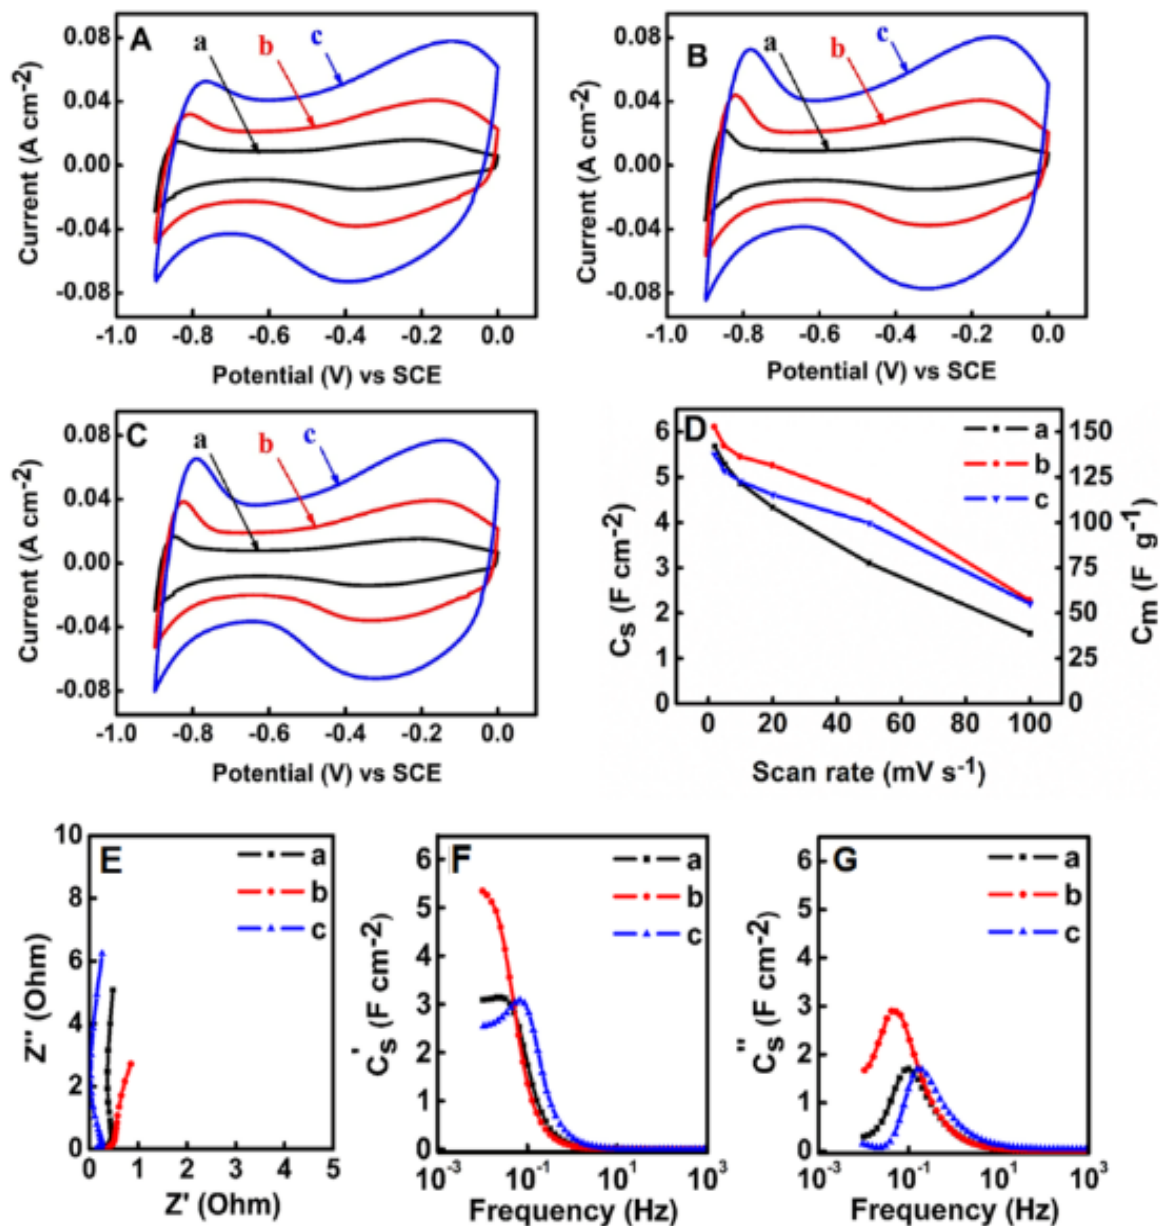 A
a
b
c
0.08
0.04
0.00
-0.04
-0.08
Current (A cm-2)
-1.0 -0.8 -0.6 -0.4 -0.2 0.0
Potential (V) vs SCE
B
a
b
c
0.08
0.04
0.00
-0.04
-0.08
Current (A cm-2)
-1.0 -0.8 -0.6 -0.4 -0.2 0.0
Potential (V) vs SCE
C
a
b
c
0.08
0.04
0.00
-0.04
-0.08
Current (A cm-2)
-1.0 -0.8 -0.6 -0.4 -0.2 0.0
Potential (V) vs SCE
D
a
b
c
6
5
4
3
2
1
0
Cs (F cm-2)
150
125
100
75
50
25
0
Cm (F g-1)
0 20 40 60 80 100
Scan rate (mV s-1)
E
a
b
c
10
8
6
4
2
0
Z'' (Ohm)
0 1 2 3 4 5
Z' (Ohm)
F
a
b
c
6
5
4
3
2
1
0
Cs' (F cm-2)
10-3 10-1 101 103
Frequency (Hz)
G
a
b
c
6
5
4
3
2
1
0
Cs'' (F cm-2)
10-3 10-1 101 103
Frequency (Hz)